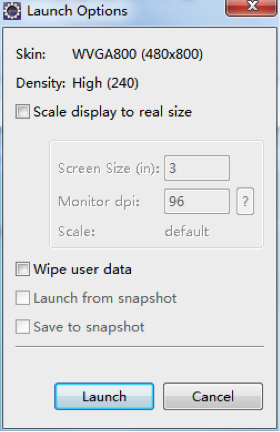 Launch Options
Skin: WVGA800 (480x800)
Density: High (240)
Scale display to real size
Screen Size (in): 3
Monitor dpi: 96 ?
Scale: default
Wipe user data
Launch from snapshot
Save to snapshot
Launch Cancel